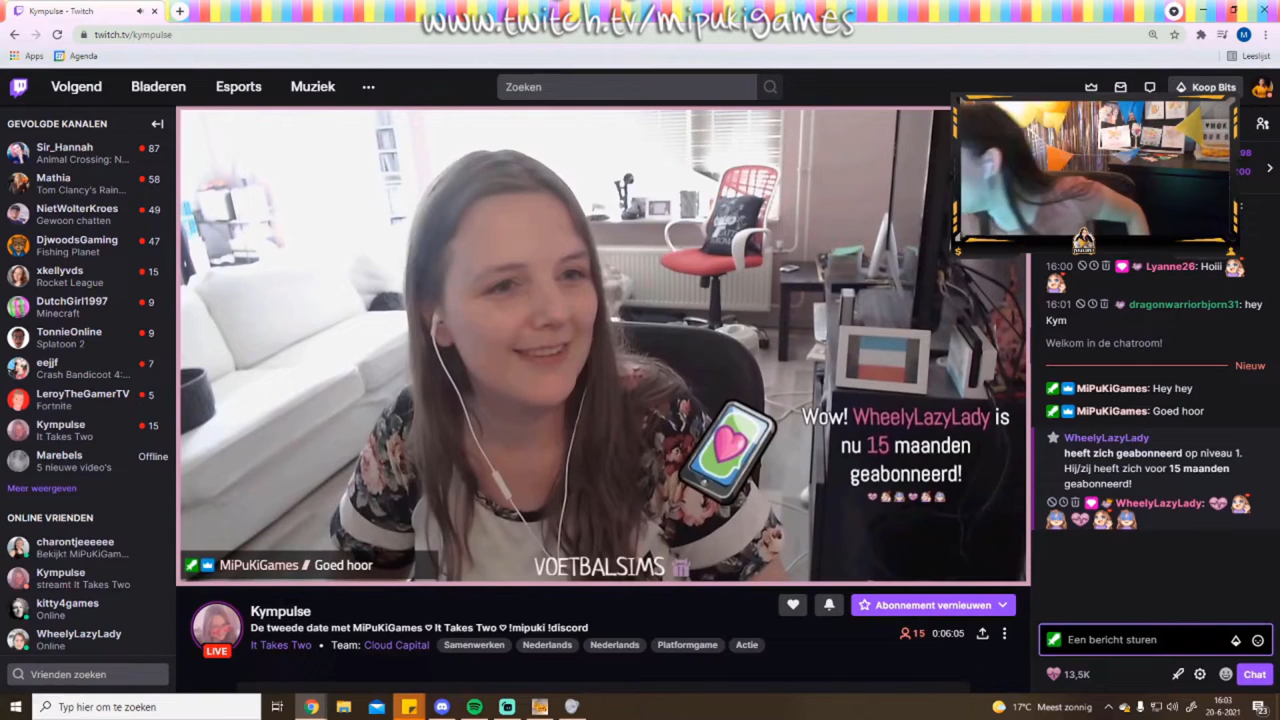 www.twitch.tv/mipukigames
Kympulse - Twitch
twitch.tv/kympulse
Apps
Agenda
Leeslijst
Volgend
Bladeren
Esports
Muziek
Zoeken
Koop Bits
GEVOLGDE KANALEN
Sir_Hannah
87
Animal Crossing: N...
Mathia
58
Tom Clancy's Rain...
NietWolterKroes
49
Gewoon chatten
DjwoodsGaming
47
Fishing Planet
xkellyvds
15
Rocket League
DutchGirl1997
9
Minecraft
TonnieOnline
9
Splatoon 2
eejjf
7
Crash Bandicoot 4:...
LeroyTheGamerTV
5
Fortnite
Kympulse
15
It Takes Two
Marebels
Offline
5 nieuwe video's
Meer weergeven
ONLINE VRIENDEN
charontjeeeeee
Bekijkt MiPuKiGam...
Kympulse
streamt It Takes Two
kitty4games
Online
WheelyLazyLady
Online
Vrienden zoeken
Wow! WheelyLazyLady is
nu 15 maanden
geabonneerd!
MiPuKiGames // Goed hoor
VOETBALSIMS
Kympulse
LIVE
De tweede date met MiPuKiGames ♡ It Takes Two ♡ !mipuki !discord
It Takes Two • Team: Cloud Capital
Samenwerken
Nederlands
Nederlands
Platformgame
Actie
Abonnement vernieuwen
15
0:06:05
98
:00
16:00 Lyanne26: Hoiii
16:01 dragonwarriorbjorn31: hey
Kym
Welkom in de chatroom!
Nieuw
MiPuKiGames: Hey hey
MiPuKiGames: Goed hoor
WheelyLazyLady
heeft zich geabonneerd op niveau 1.
Hij/zij heeft zich voor 15 maanden
geabonneerd!
WheelyLazyLady:
Een bericht sturen
13,5K
Chat
Typ hier om te zoeken
17°C Meest zonnig
16:03
20-6-2021
23